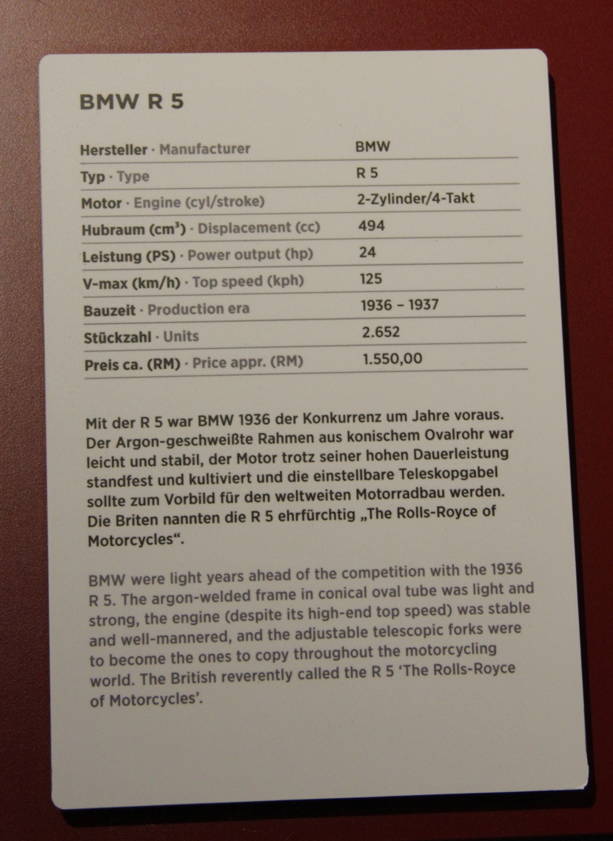 BMW R 5
Hersteller · Manufacturer BMW
Typ · Type R 5
Motor · Engine (cyl/stroke) 2-Zylinder/4-Takt
Hubraum (cm³) · Displacement (cc) 494
Leistung (PS) · Power output (hp) 24
V-max (km/h) · Top speed (kph) 125
Bauzeit · Production era 1936 – 1937
Stückzahl · Units 2.652
Preis ca. (RM) · Price appr. (RM) 1.550,00
Mit der R 5 war BMW 1936 der Konkurrenz um Jahre voraus.
Der Argon-geschweißte Rahmen aus konischem Ovalrohr war
leicht und stabil, der Motor trotz seiner hohen Dauerleistung
standfest und kultiviert und die einstellbare Teleskopgabel
sollte zum Vorbild für den weltweiten Motorradbau werden.
Die Briten nannten die R 5 ehrfürchtig „The Rolls-Royce of
Motorcycles“.
BMW were light years ahead of the competition with the 1936
R 5. The argon-welded frame in conical oval tube was light and
strong, the engine (despite its high-end top speed) was stable
and well-mannered, and the adjustable telescopic forks were
to become the ones to copy throughout the motorcycling
world. The British reverently called the R 5 ‘The Rolls-Royce
of Motorcycles’.